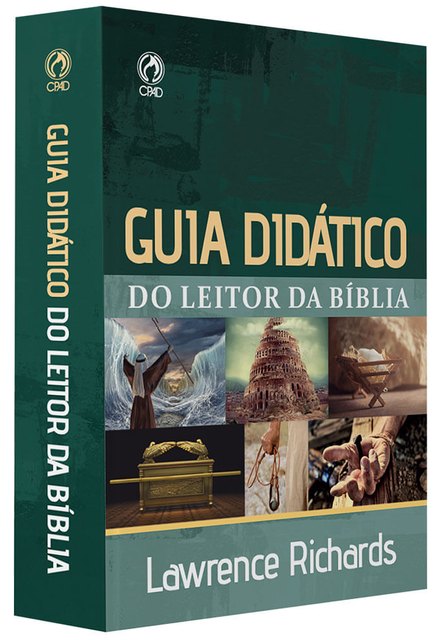 CPAD
GUIA DIDÁTICO DO LEITOR DA BÍBLIA
CPAD
GUIA DIDÁTICO
DO LEITOR DA BÍBLIA
Lawrence Richards